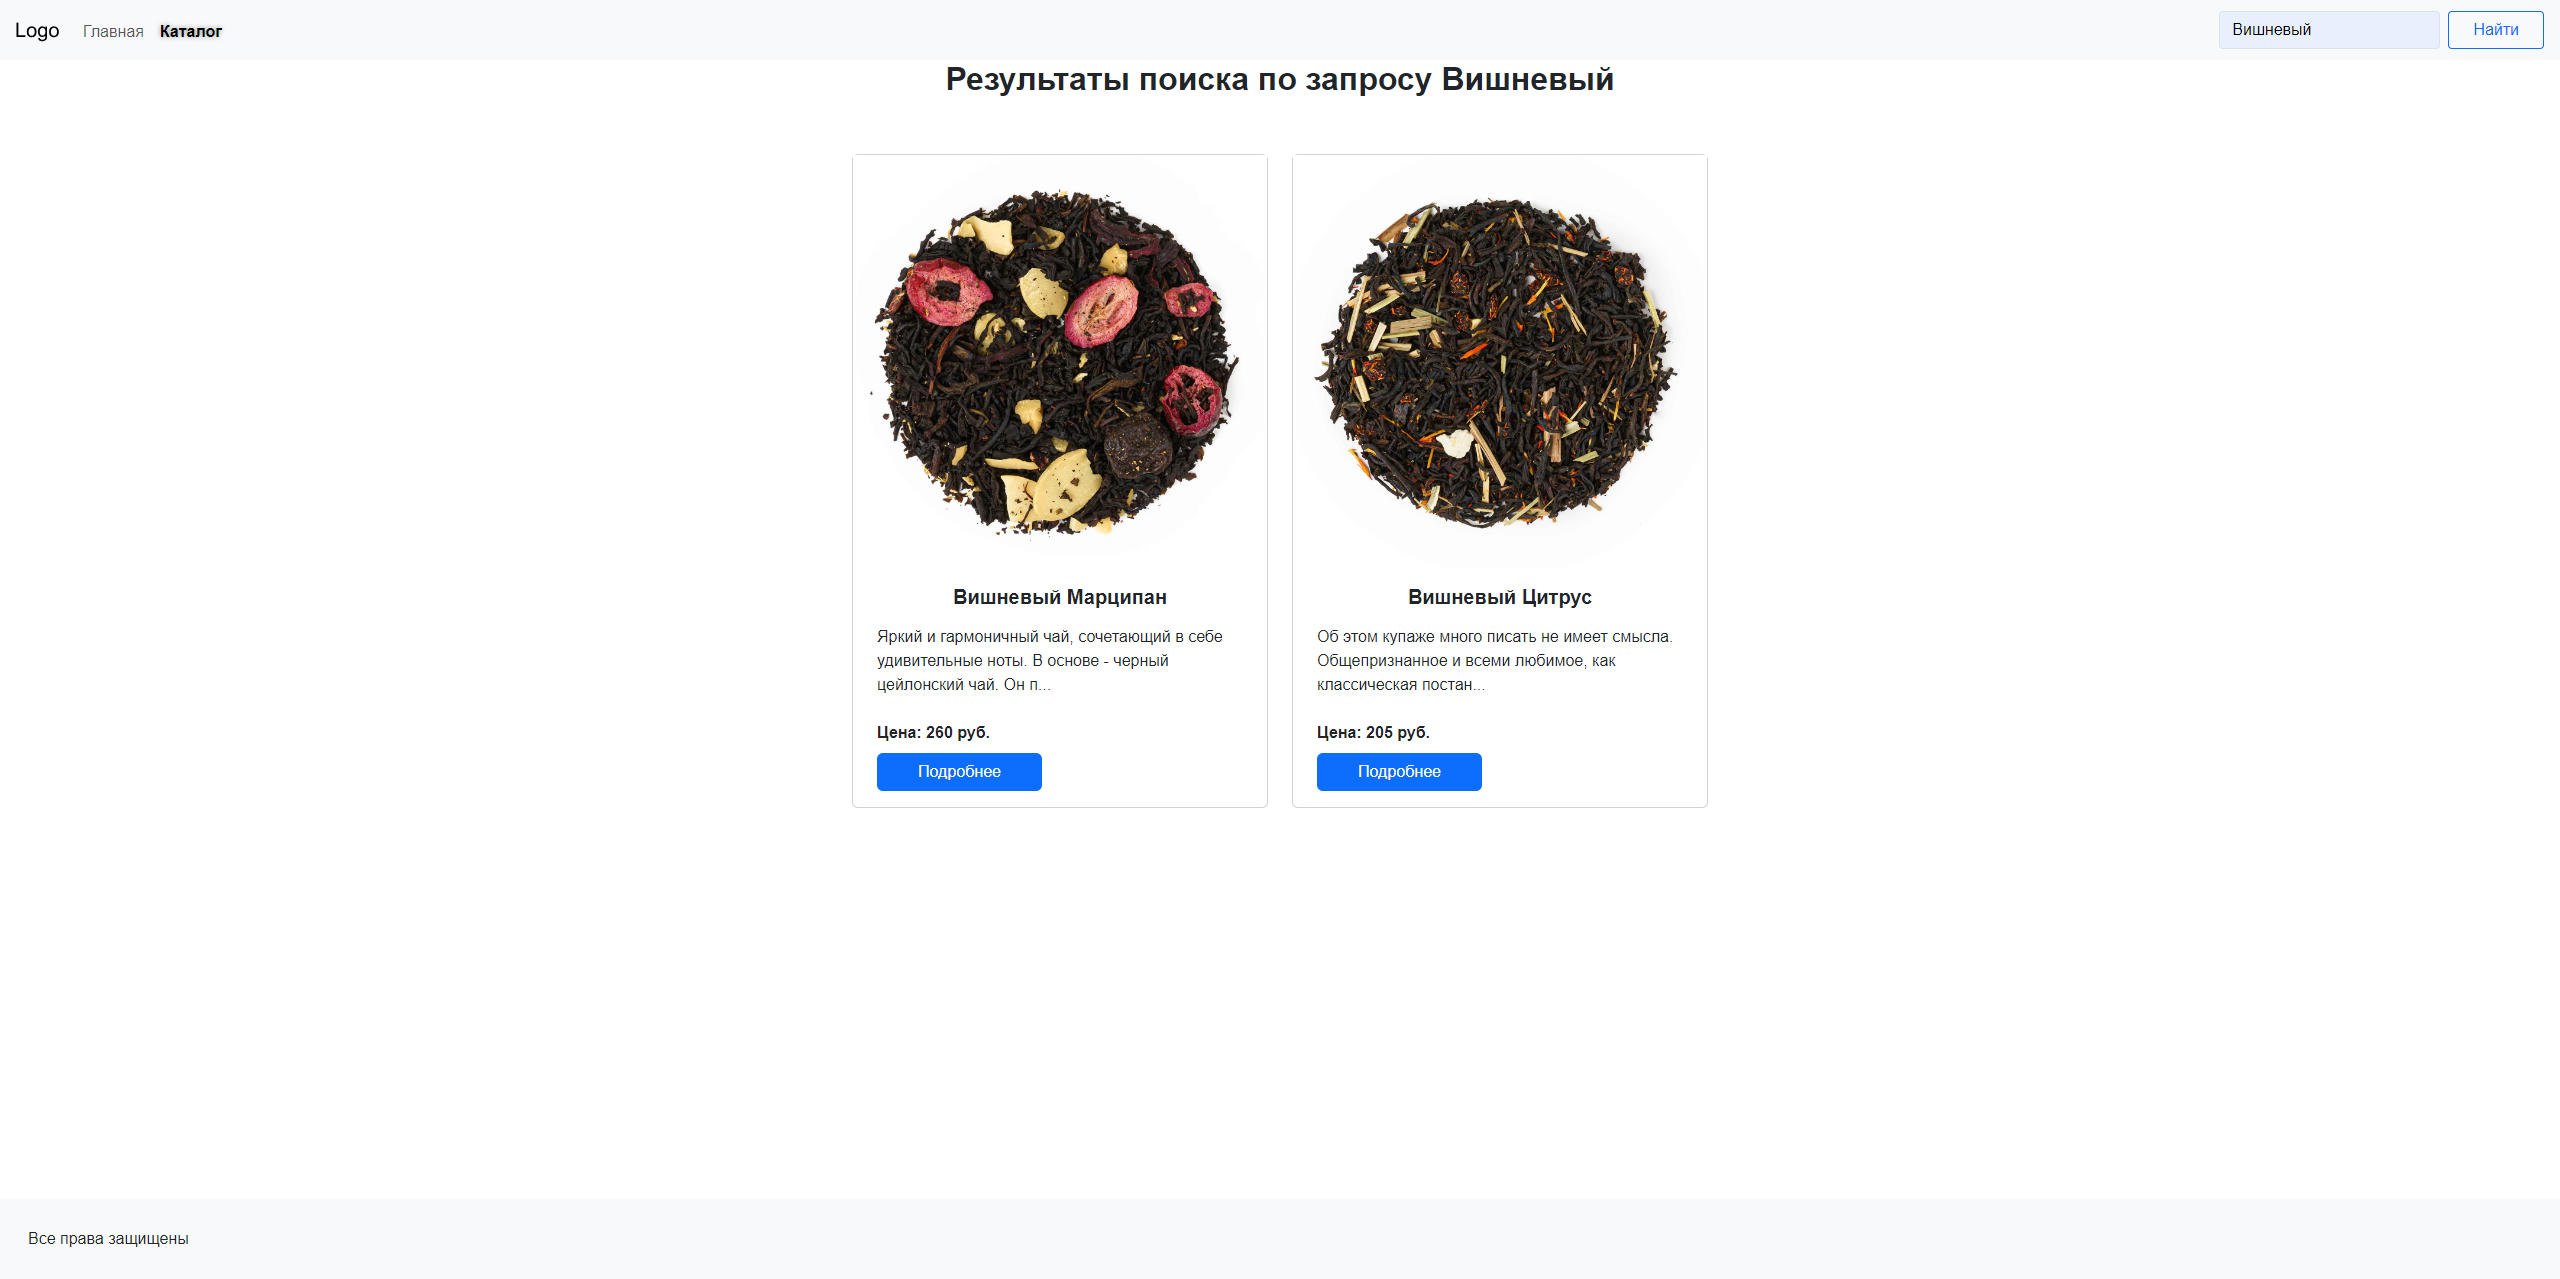 Logo
Главная
Каталог
Вишневый
Найти
Результаты поиска по запросу Вишневый
Вишневый Марципан
Яркий и гармоничный чай, сочетающий в себе
удивительные ноты. В основе - черный
цейлонский чай. Он п...
Цена: 260 руб.
Подробнее
Вишневый Цитрус
Об этом купаже много писать не имеет смысла.
Общепризнанное и всеми любимое, как
классическая постан...
Цена: 205 руб.
Подробнее
Все права защищены